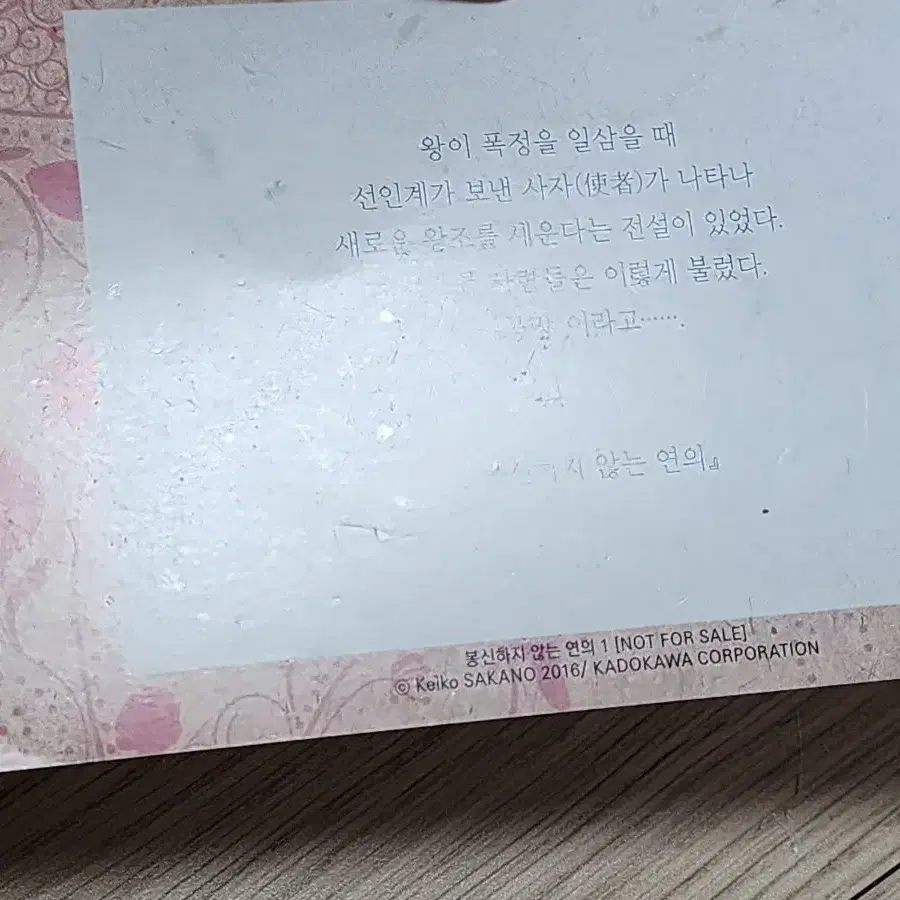 왕이 폭정을 일삼을 때
선인계가 보낸 사자(使者)가 나타나
새로운 왕조를 세운다는 전설이 있었다.
사람들은 이렇게 불렀다.
이라고…….
않는 연의』
봉신하지 않는 연의 1 [NOT FOR SALE]
ⓒ Keiko SAKANO 2016/ KADOKAWA CORPORATION